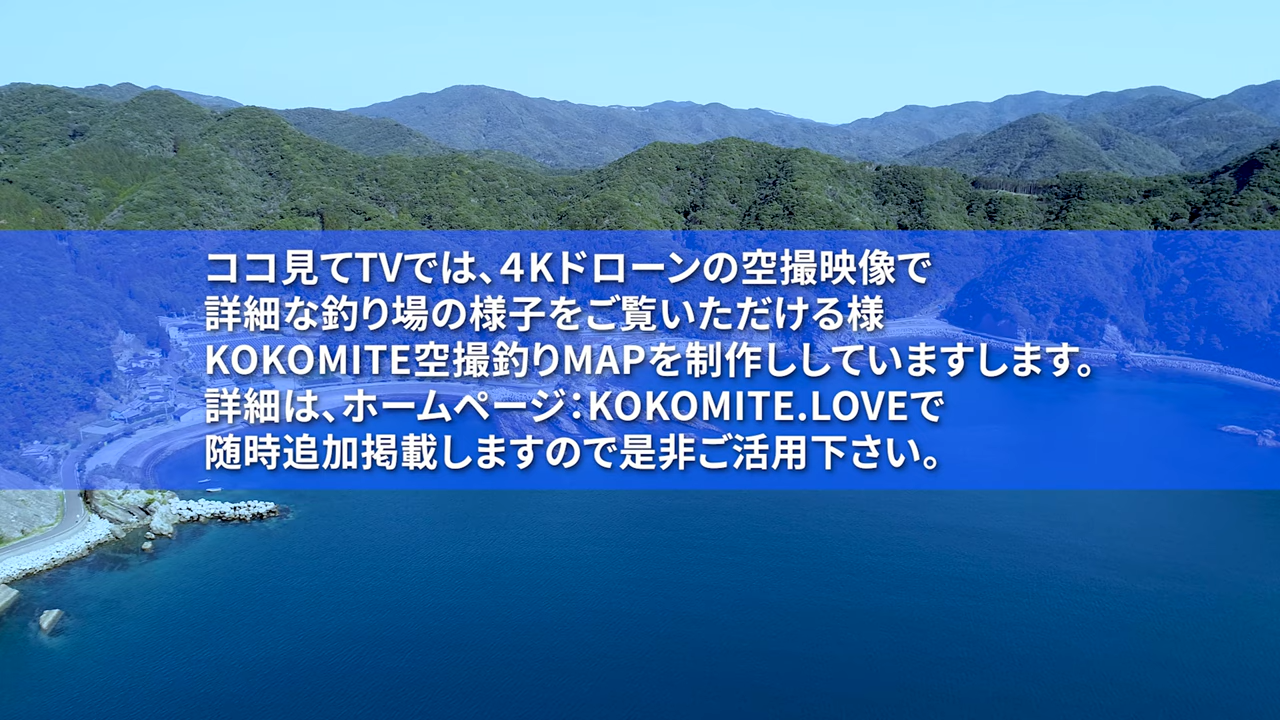 ココ見てTVでは、4Kドローンの空撮映像で
詳細な釣り場の様子をご覧いただける様
KOKOMITE空撮釣りMAPを制作ししていますします。
詳細は、ホームページ：KOKOMITE.LOVEで
随時追加掲載しますので是非ご活用下さい。